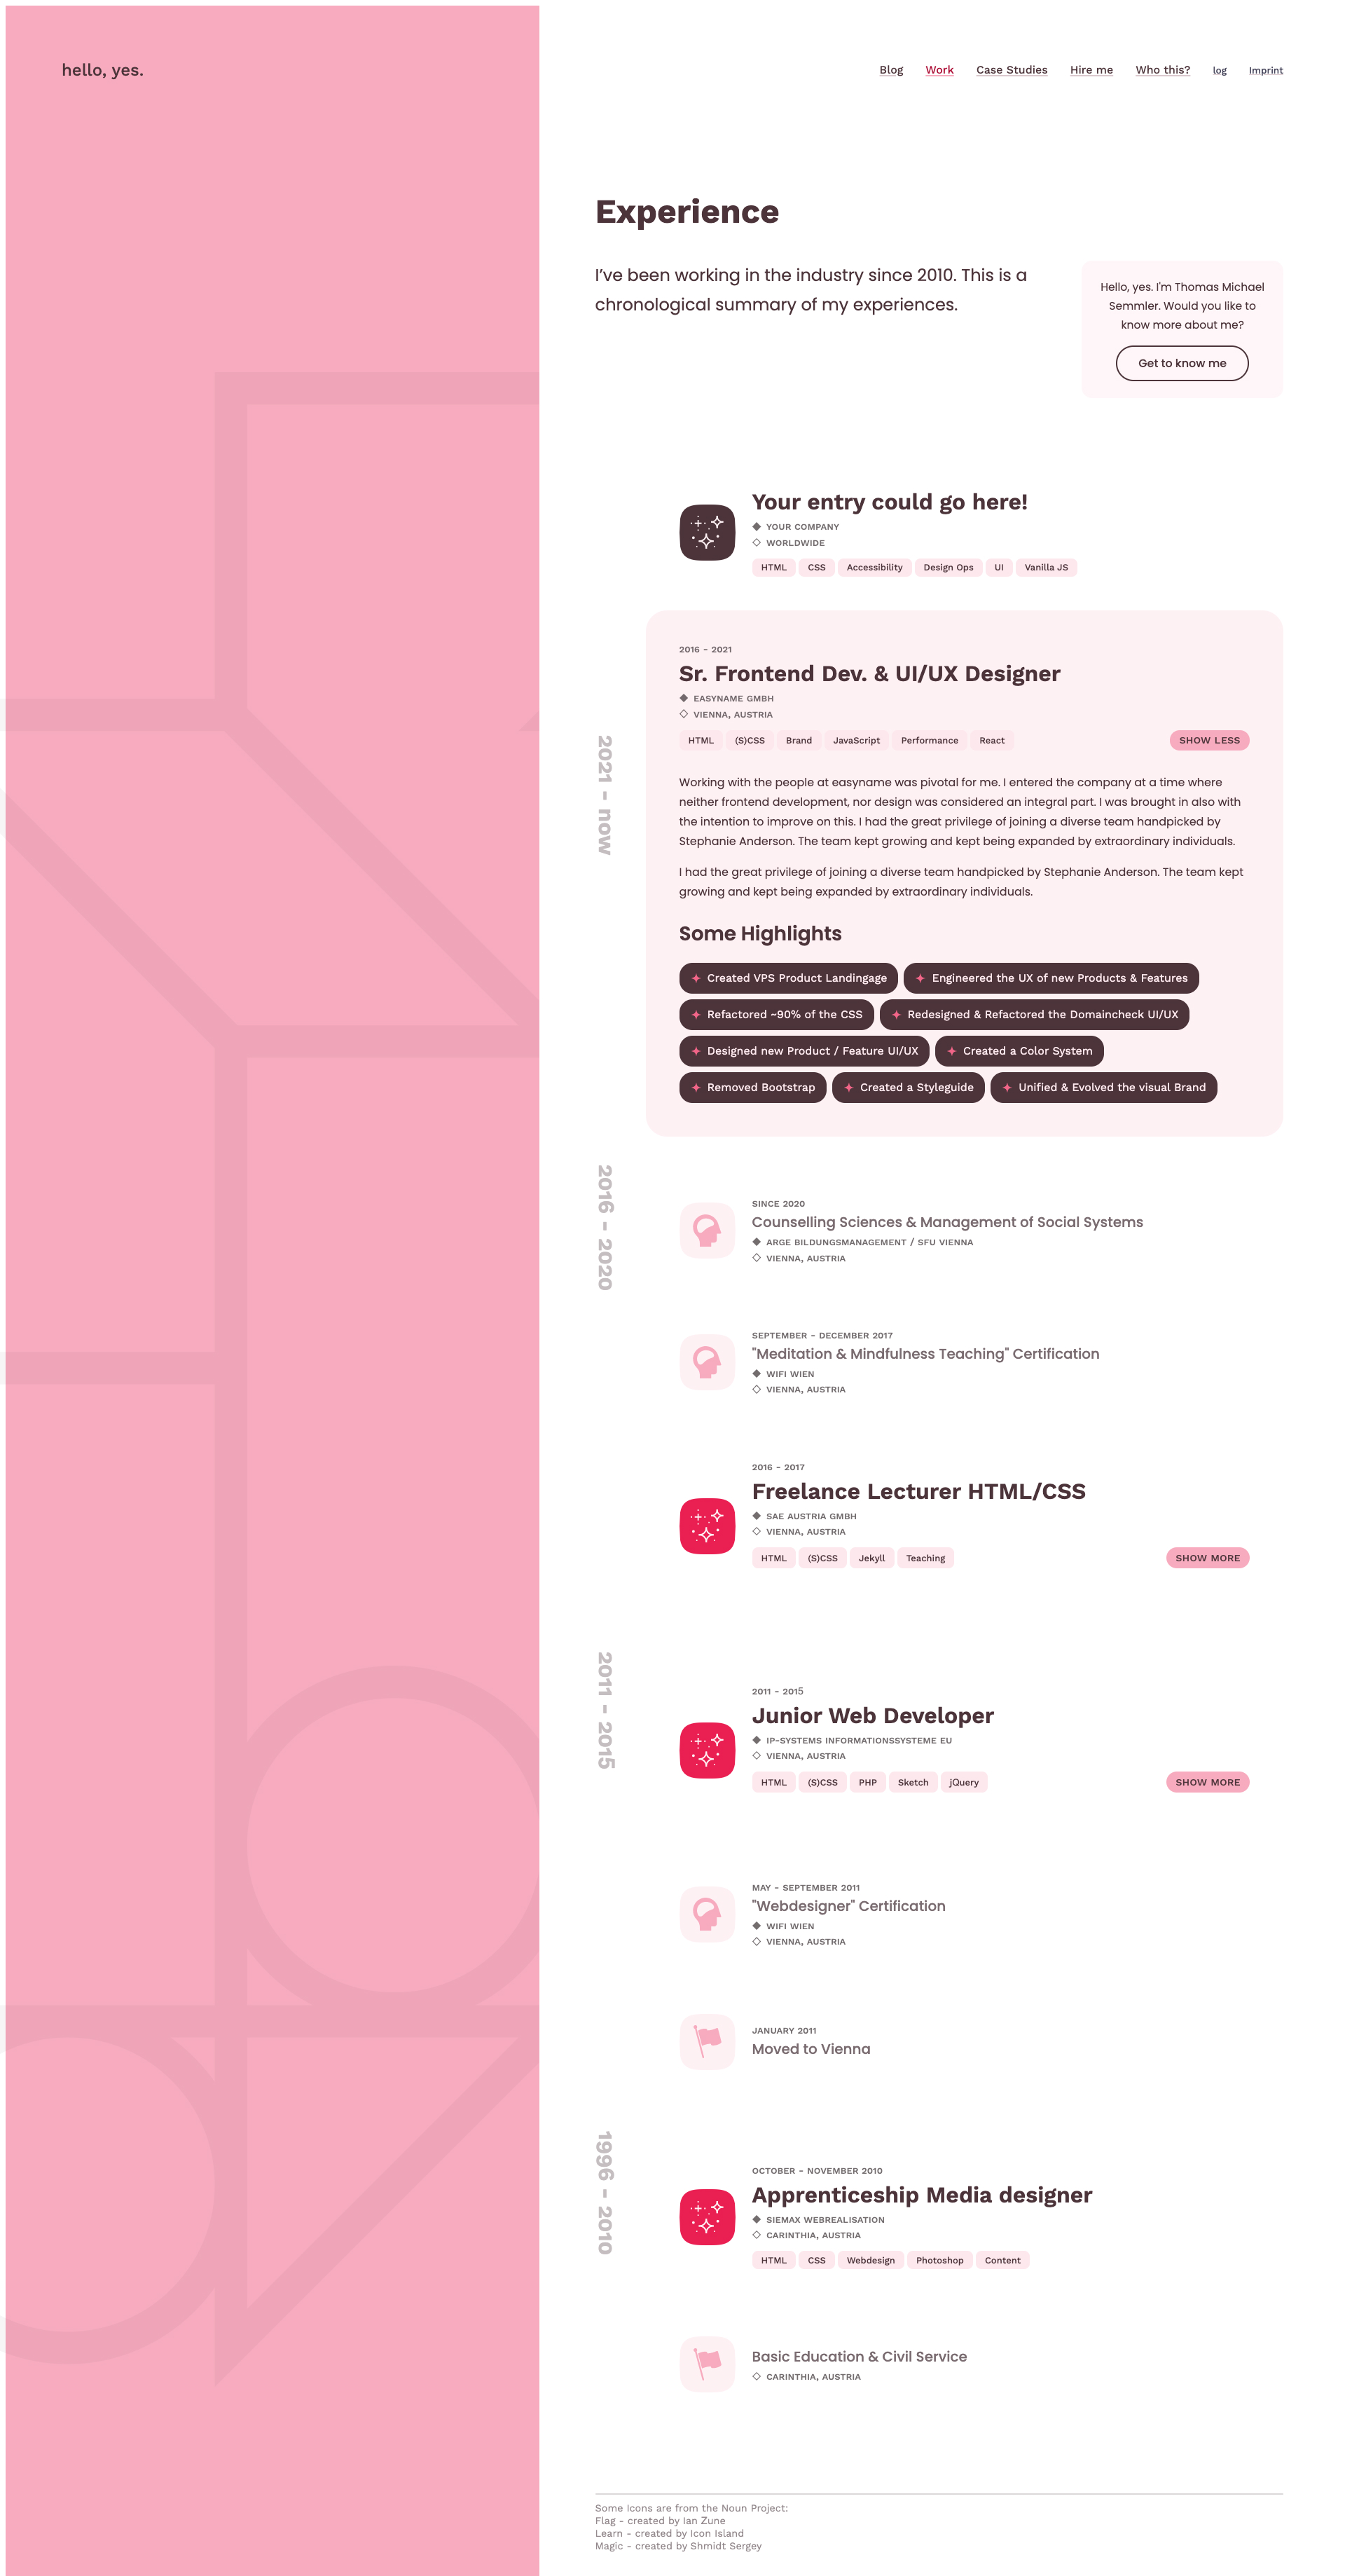 hello, yes.
Blog Work Case Studies Hire me Who this? log Imprint
Experience
I've been working in the industry since 2010. This is a
chronological summary of my experiences.
Hello, yes. I'm Thomas Michael
Semmler. Would you like to
know more about me?
Get to know me
2021 - now
Your entry could go here!
YOUR COMPANY
WORLDWIDE
HTML CSS Accessibility Design Ops UI Vanilla JS
2016 - 2021
Sr. Frontend Dev. & UI/UX Designer
EASYNAME GMBH
VIENNA, AUSTRIA
HTML (S)CSS Brand JavaScript Performance React SHOW LESS
Working with the people at easyname was pivotal for me. I entered the company at a time where
neither frontend development, nor design was considered an integral part. I was brought in also with
the intention to improve on this. I had the great privilege of joining a diverse team handpicked by
Stephanie Anderson. The team kept growing and kept being expanded by extraordinary individuals.
I had the great privilege of joining a diverse team handpicked by Stephanie Anderson. The team kept
growing and kept being expanded by extraordinary individuals.
Some Highlights
Created VPS Product Landingage Engineered the UX of new Products & Features
Refactored ~90% of the CSS Redesigned & Refactored the Domaincheck UI/UX
Designed new Product / Feature UI/UX Created a Color System
Removed Bootstrap Created a Styleguide Unified & Evolved the visual Brand
2016 - 2020
SINCE 2020
Counselling Sciences & Management of Social Systems
ARGE BILDUNGSMANAGEMENT / SFU VIENNA
VIENNA, AUSTRIA
SEPTEMBER - DECEMBER 2017
"Meditation & Mindfulness Teaching" Certification
WIFI WIEN
VIENNA, AUSTRIA
2016 - 2017
Freelance Lecturer HTML/CSS
SAE AUSTRIA GMBH
VIENNA, AUSTRIA
HTML (S)CSS Jekyll Teaching SHOW MORE
2011 - 2015
2011 - 2015
Junior Web Developer
IP-SYSTEMS INFORMATIONSSYSTEME EU
VIENNA, AUSTRIA
HTML (S)CSS PHP Sketch jQuery SHOW MORE
MAY - SEPTEMBER 2011
"Webdesigner" Certification
WIFI WIEN
VIENNA, AUSTRIA
JANUARY 2011
Moved to Vienna
1996 - 2010
OCTOBER - NOVEMBER 2010
Apprenticeship Media designer
SIEMAX WEBREALISATION
CARINTHIA, AUSTRIA
HTML CSS Webdesign Photoshop Content
Basic Education & Civil Service
CARINTHIA, AUSTRIA
Some Icons are from the Noun Project:
Flag - created by Ian Zune
Learn - created by Icon Island
Magic - created by Shmidt Sergey